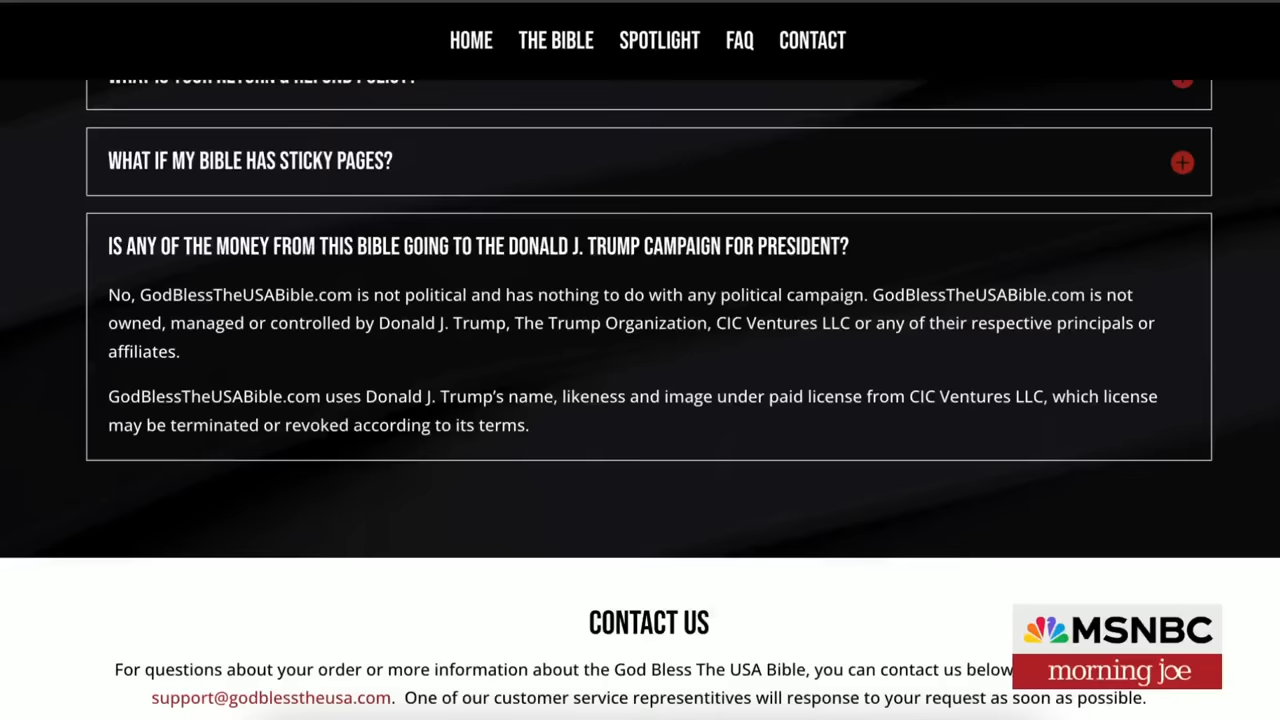 HOME THE BIBLE SPOTLIGHT FAQ CONTACT
WHAT IS YOUR RETURN & REFUND POLICY?
WHAT IF MY BIBLE HAS STICKY PAGES?
IS ANY OF THE MONEY FROM THIS BIBLE GOING TO THE DONALD J. TRUMP CAMPAIGN FOR PRESIDENT?
No, GodBlessTheUSABible.com is not political and has nothing to do with any political campaign. GodBlessTheUSABible.com is not
owned, managed or controlled by Donald J. Trump, The Trump Organization, CIC Ventures LLC or any of their respective principals or
affiliates.
GodBlessTheUSABible.com uses Donald J. Trump’s name, likeness and image under paid license from CIC Ventures LLC, which license
may be terminated or revoked according to its terms.
CONTACT US
For questions about your order or more information about the God Bless The USA Bible, you can contact us below
support@godblesstheusa.com. One of our customer service representitives will response to your request as soon as possible.
MSNBC
morning joe